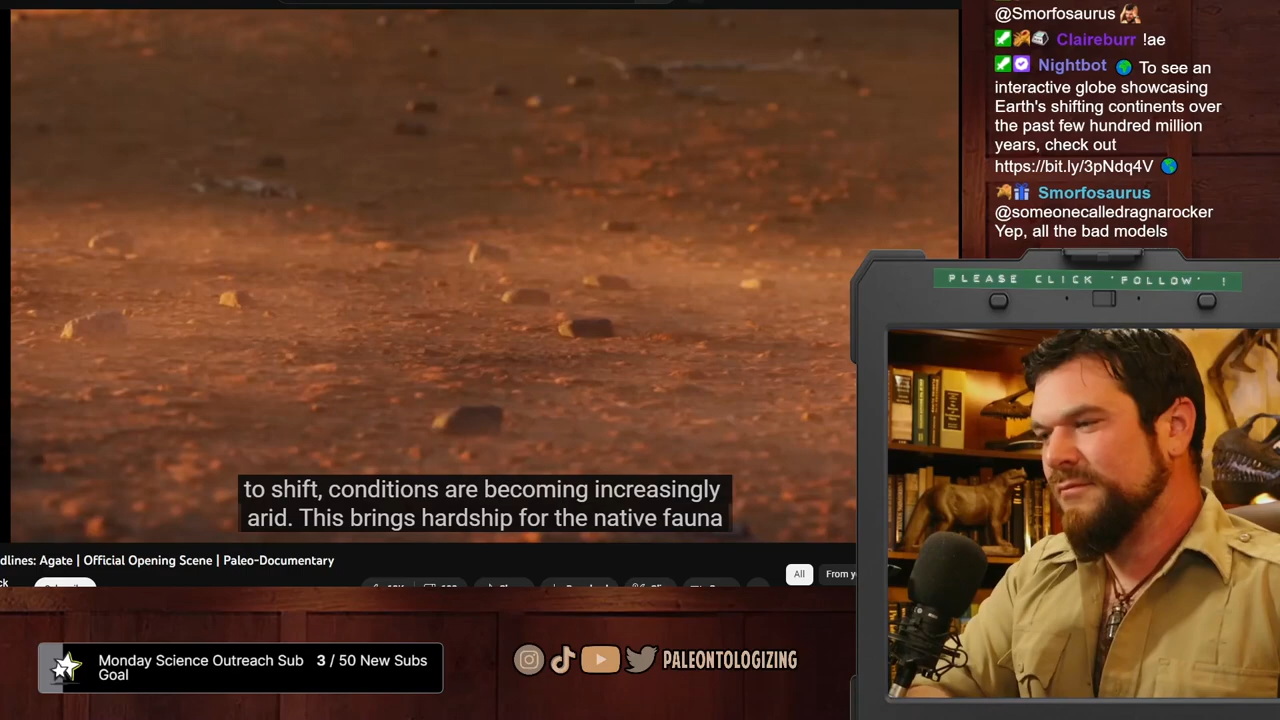 @Smorfosaurus
Claireburr !ae
Nightbot To see an
interactive globe showcasing
Earth's shifting continents over
the past few hundred million
years, check out
https://bit.ly/3pNdq4V
Smorfosaurus
@someonecalledragnarocker
Yep, all the bad models
PLEASE CLICK 'FOLLOW' !
to shift, conditions are becoming increasingly
arid. This brings hardship for the native fauna
dlines: Agate | Official Opening Scene | Paleo-Documentary
All From
Monday Science Outreach Sub 3 / 50 New Subs
Goal
PALEONTOLOGIZING